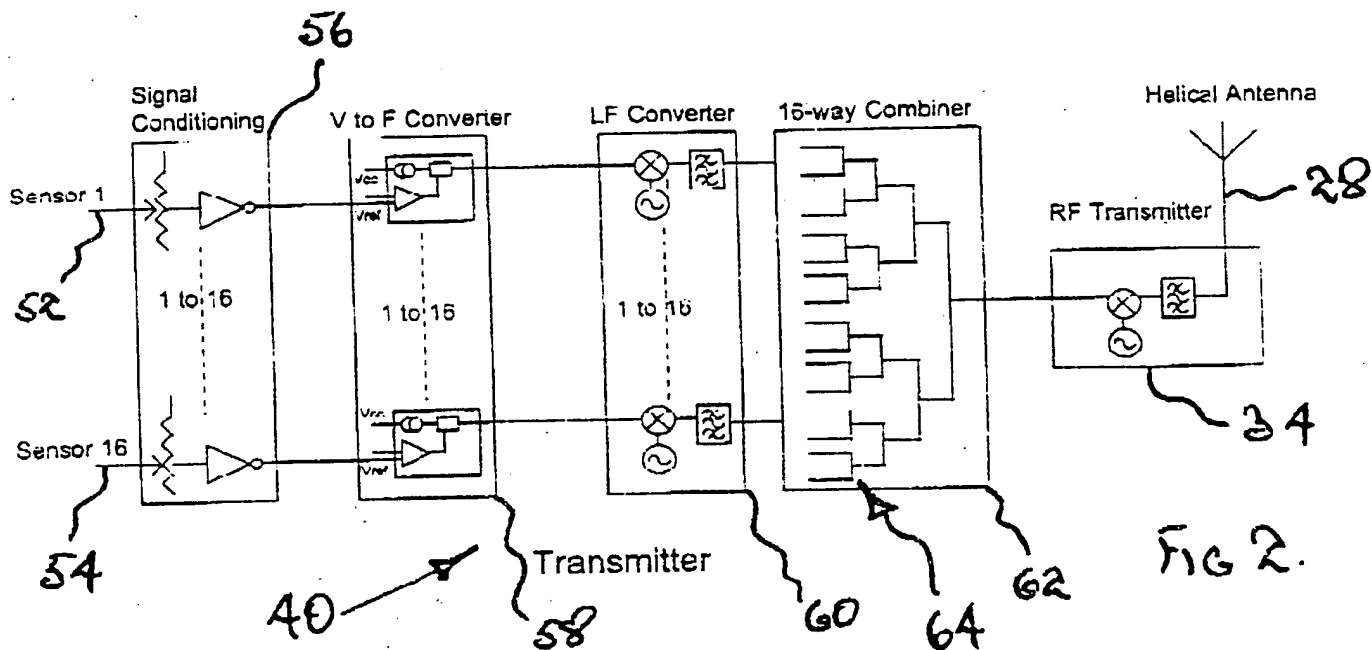 56
Signal
Conditioning
V to F Converter
LF Converter
16-way Combiner
Helical Antenna
Vcc
Sensor 1
Vref
28
RF Transmitter
52
1 to 16
1 to 16
1 to 16
34
Vcc
Sensor 16
Vref
54
40
Transmitter
58
60
64
62
FIG 2.